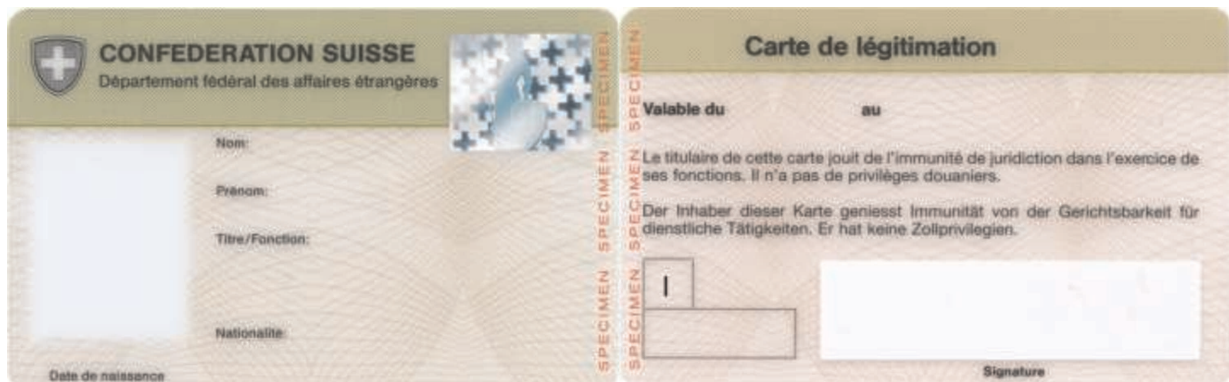 CONFEDERATION SUISSE
Département fédéral des affaires étrangères
Nom:
Prénom:
Titre/Fonction:
Nationalité:
Date de naissance
SPECIMEN SPECIMEN SPECIMEN
SPECIMEN SPECIMEN SPECIMEN
Carte de légitimation
Valable du au
Le titulaire de cette carte jouit de l'immunité de juridiction dans l'exercice de
ses fonctions. Il n'a pas de privilèges douaniers.
Der Inhaber dieser Karte geniesst Immunität von der Gerichtsbarkeit für
dienstliche Tätigkeiten. Er hat keine Zollprivilegien.
I
Signature